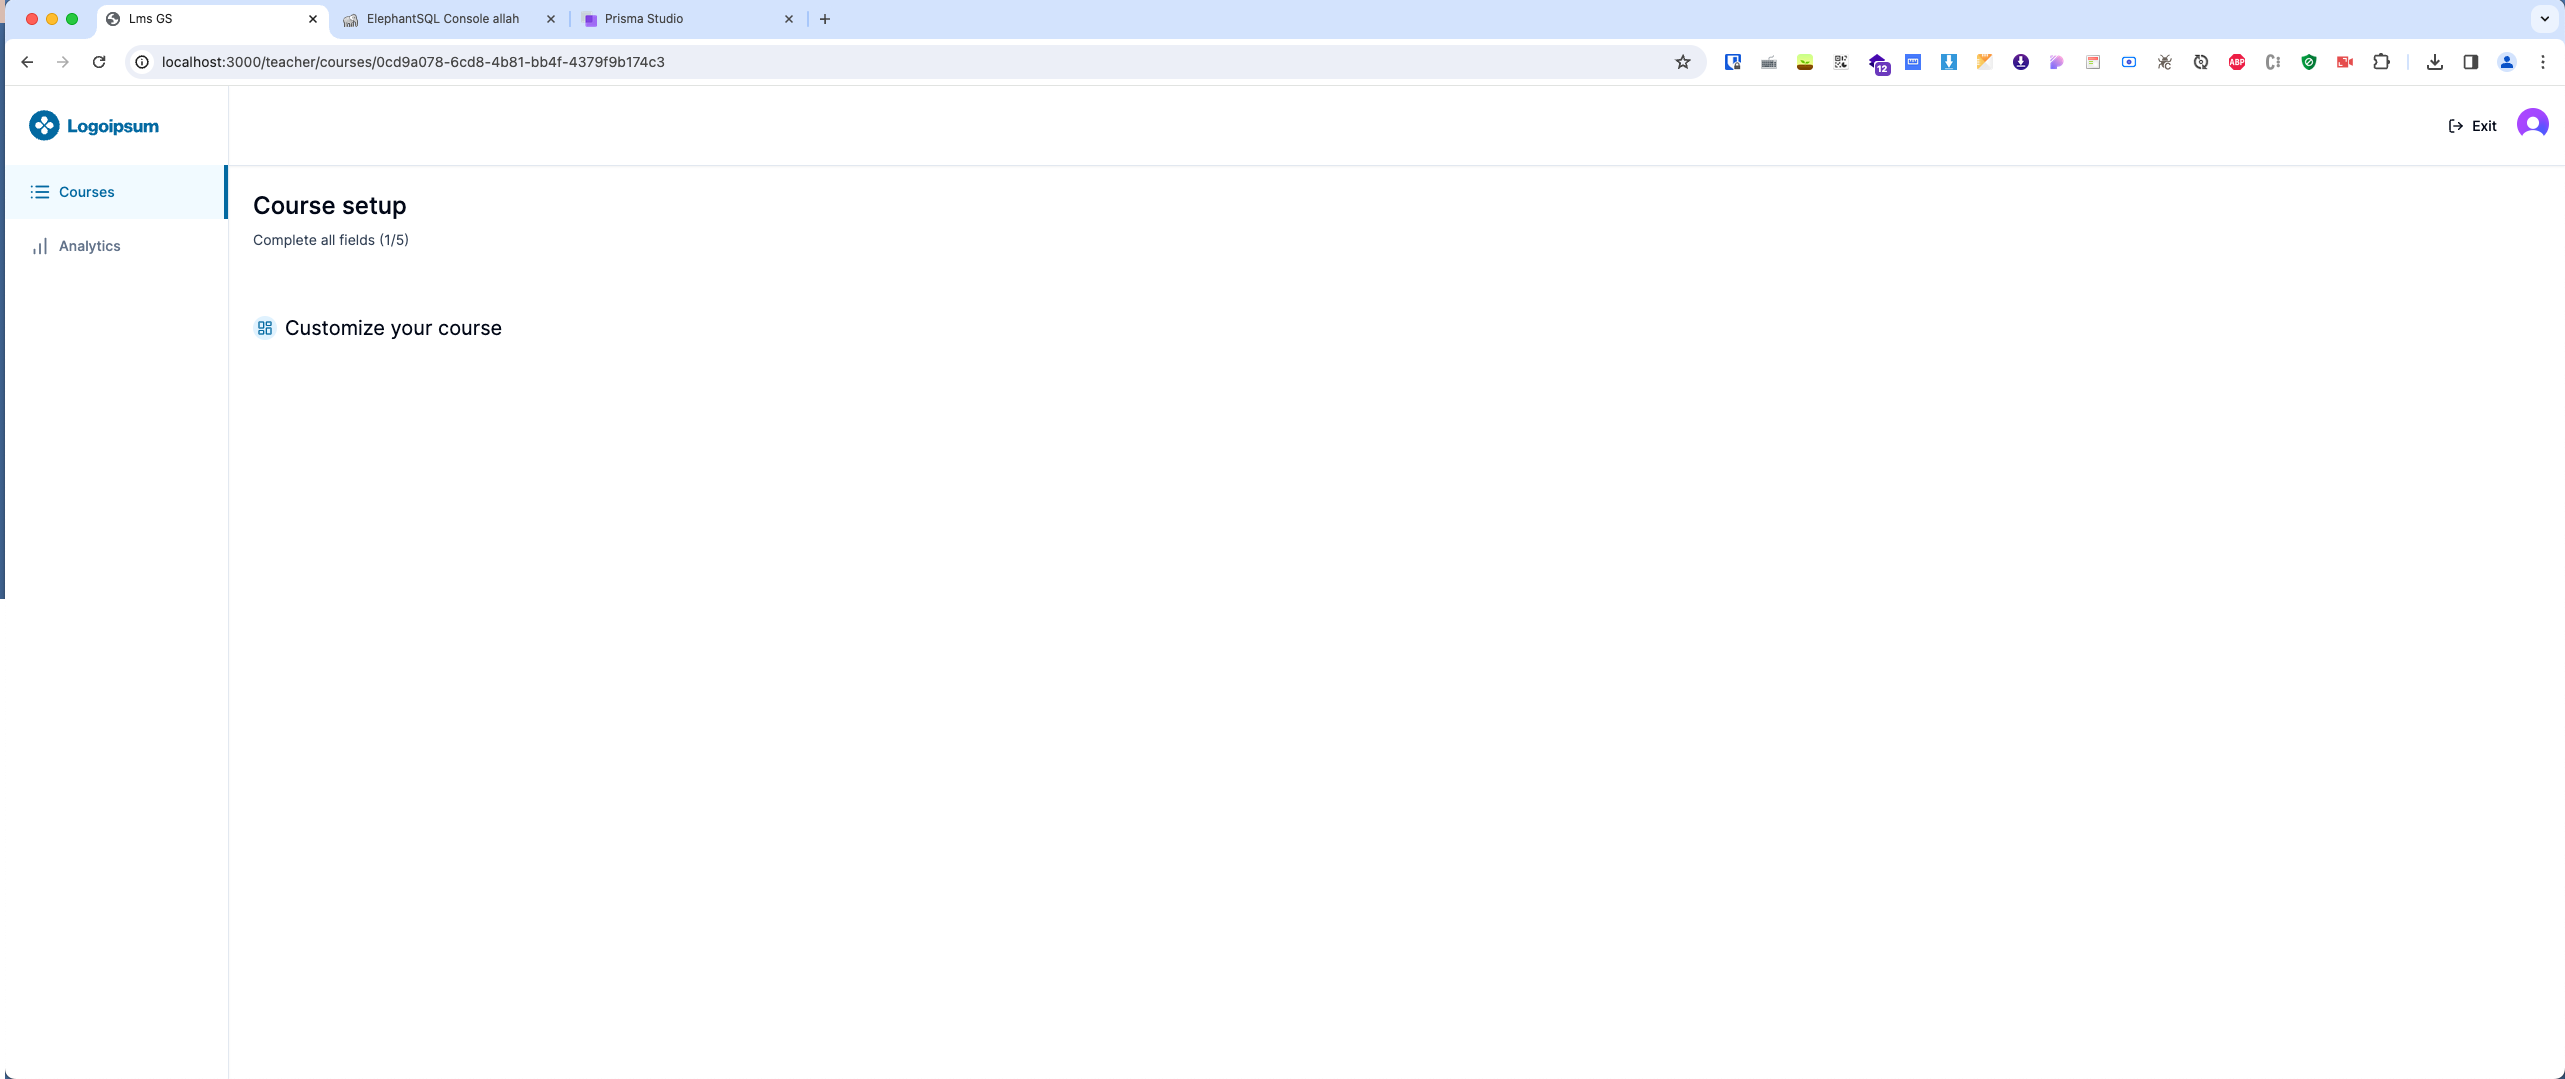 Lms GS
ElephantSQL Console allah
Prisma Studio
localhost:3000/teacher/courses/0cd9a078-6cd8-4b81-bb4f-4379f9b174c3
12
ABP
Logoipsum
Exit
Courses
Analytics
Course setup
Complete all fields (1/5)
Customize your course